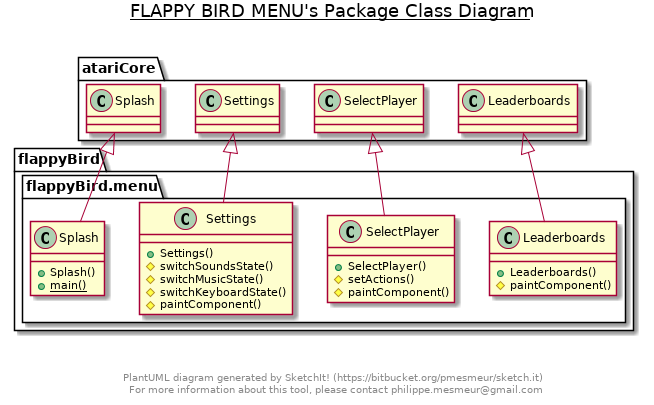 FLAPPY BIRD MENU's Package Class Diagram
atariCore
C Splash
C Settings
C SelectPlayer
C Leaderboards
flappyBird
flappyBird.menu
C Splash
Splash()
main()
C Settings
Settings()
switchSoundsState()
switchMusicState()
switchKeyboardState()
paintComponent()
C SelectPlayer
SelectPlayer()
setActions()
paintComponent()
C Leaderboards
Leaderboards()
paintComponent()
PlantUML diagram generated by SketchIt! (https://bitbucket.org/pmesmeur/sketch.it)
For more information about this tool, please contact philippe.mesmeur@gmail.com